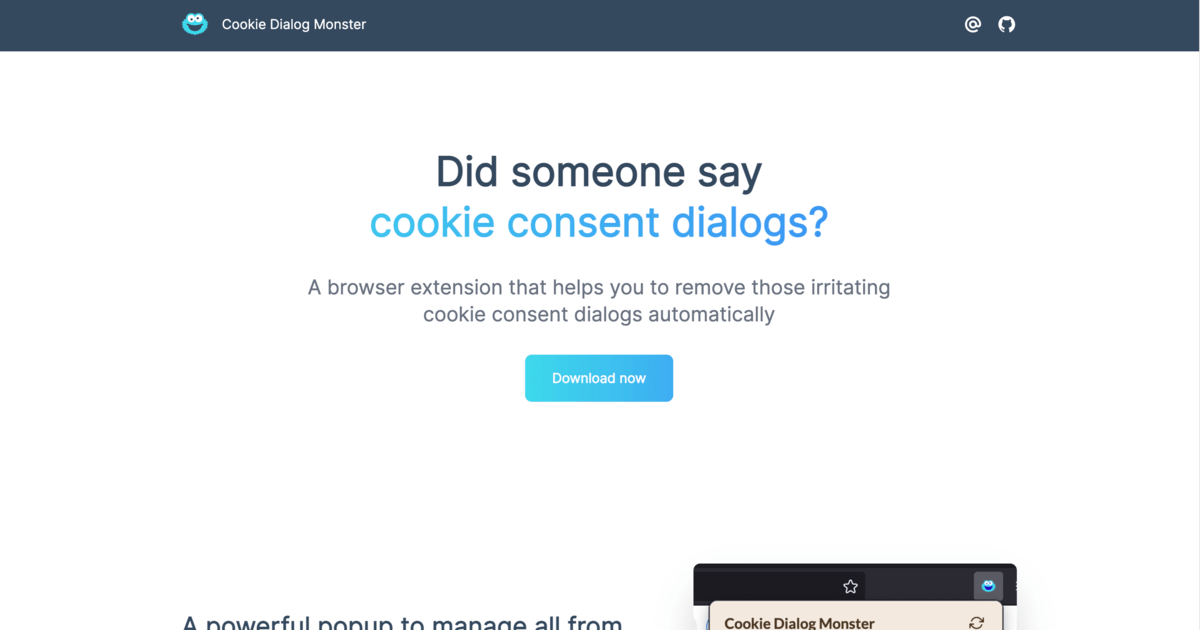 Cookie Dialog Monster
Did someone say
cookie consent dialogs?
A browser extension that helps you to remove those irritating
cookie consent dialogs automatically
Download now
A powerful popup to manage all from
Cookie Dialog Monster